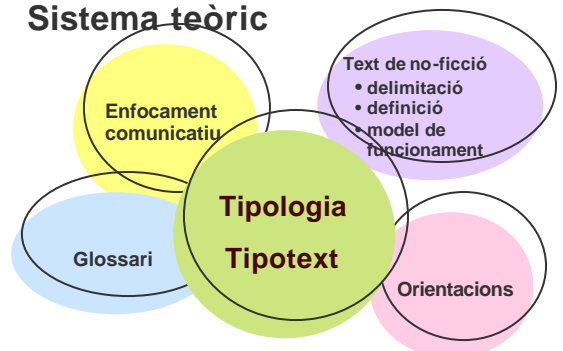 Sistema teòric
Text de no-ficció
• delimitació
• definició
• model de
funcionament
Enfocament
comunicatiu
Tipologia
Tipotext
Glossari
Orientacions